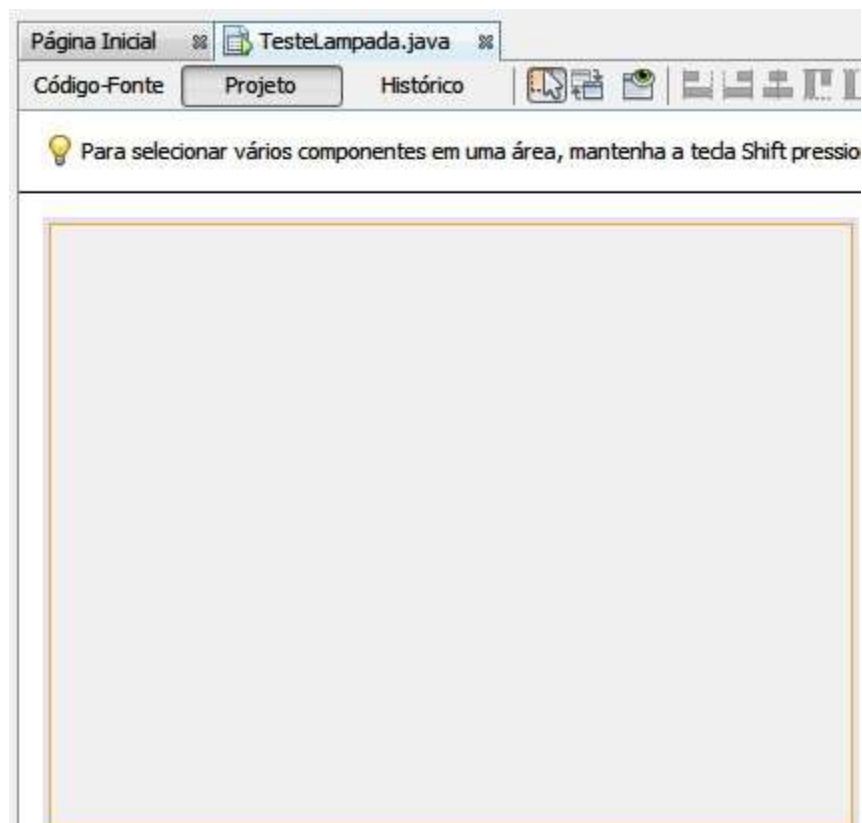 Página Inicial TesteLampada.java
Código-Fonte Projeto Histórico
Para selecionar vários componentes em uma área, mantenha a tecla Shift pressio